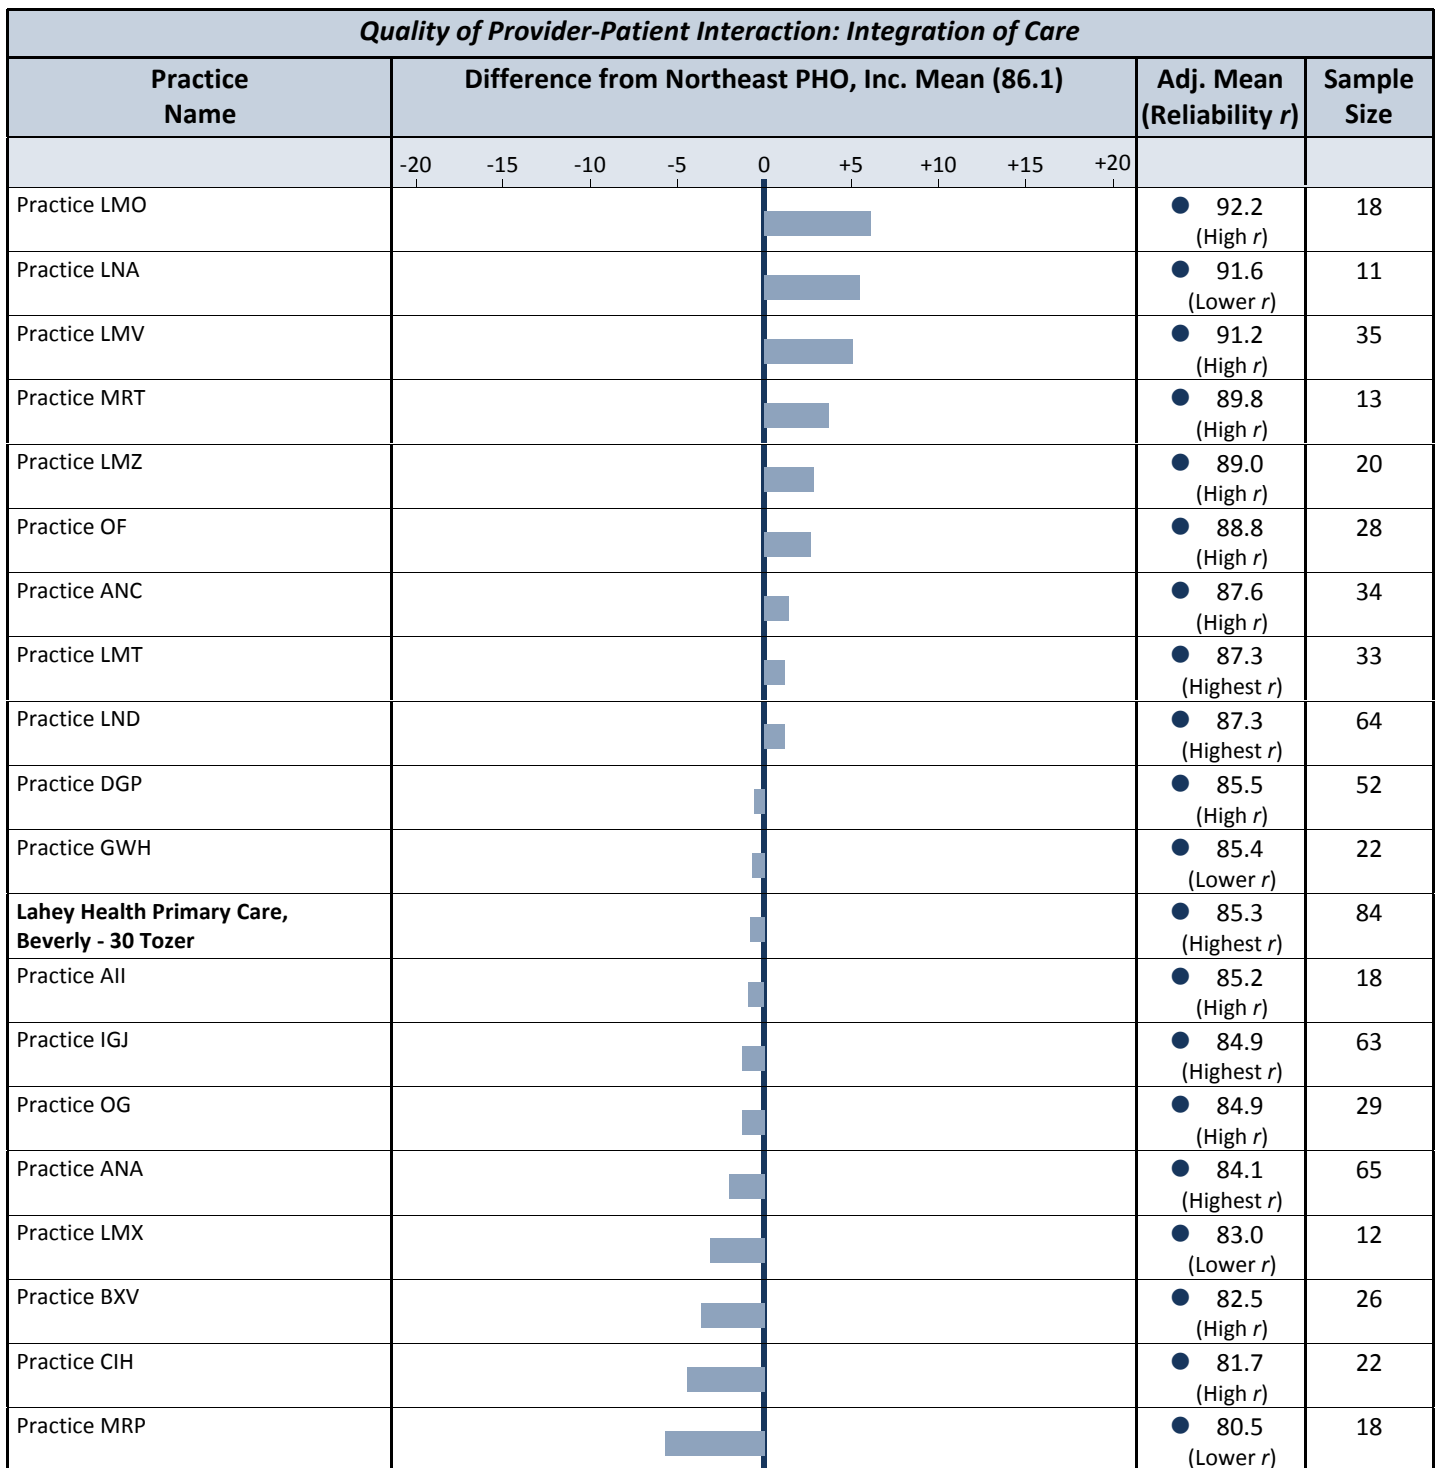 Quality of Provider-Patient Interaction: Integration of Care
Practice Name Difference from Northeast PHO, Inc. Mean (86.1) Adj. Mean (Reliability r) Sample Size
-20 -15 -10 -5 0 +5 +10 +15 +20
Practice LMO 92.2 18
(High r)
Practice LNA 91.6 11
(Lower r)
Practice LMV 91.2 35
(High r)
Practice MRT 89.8 13
(High r)
Practice LMZ 89.0 20
(High r)
Practice OF 88.8 28
(High r)
Practice ANC 87.6 34
(High r)
Practice LMT 87.3 33
(Highest r)
Practice LND 87.3 64
(Highest r)
Practice DGP 85.5 52
(High r)
Practice GWH 85.4 22
(Lower r)
Lahey Health Primary Care, 85.3 84
Beverly - 30 Tozer (Highest r)
Practice AII 85.2 18
(High r)
Practice IGJ 84.9 63
(Highest r)
Practice OG 84.9 29
(High r)
Practice ANA 84.1 65
(Highest r)
Practice LMX 83.0 12
(Lower r)
Practice BXV 82.5 26
(High r)
Practice CIH 81.7 22
(High r)
Practice MRP 80.5 18
(Lower r)